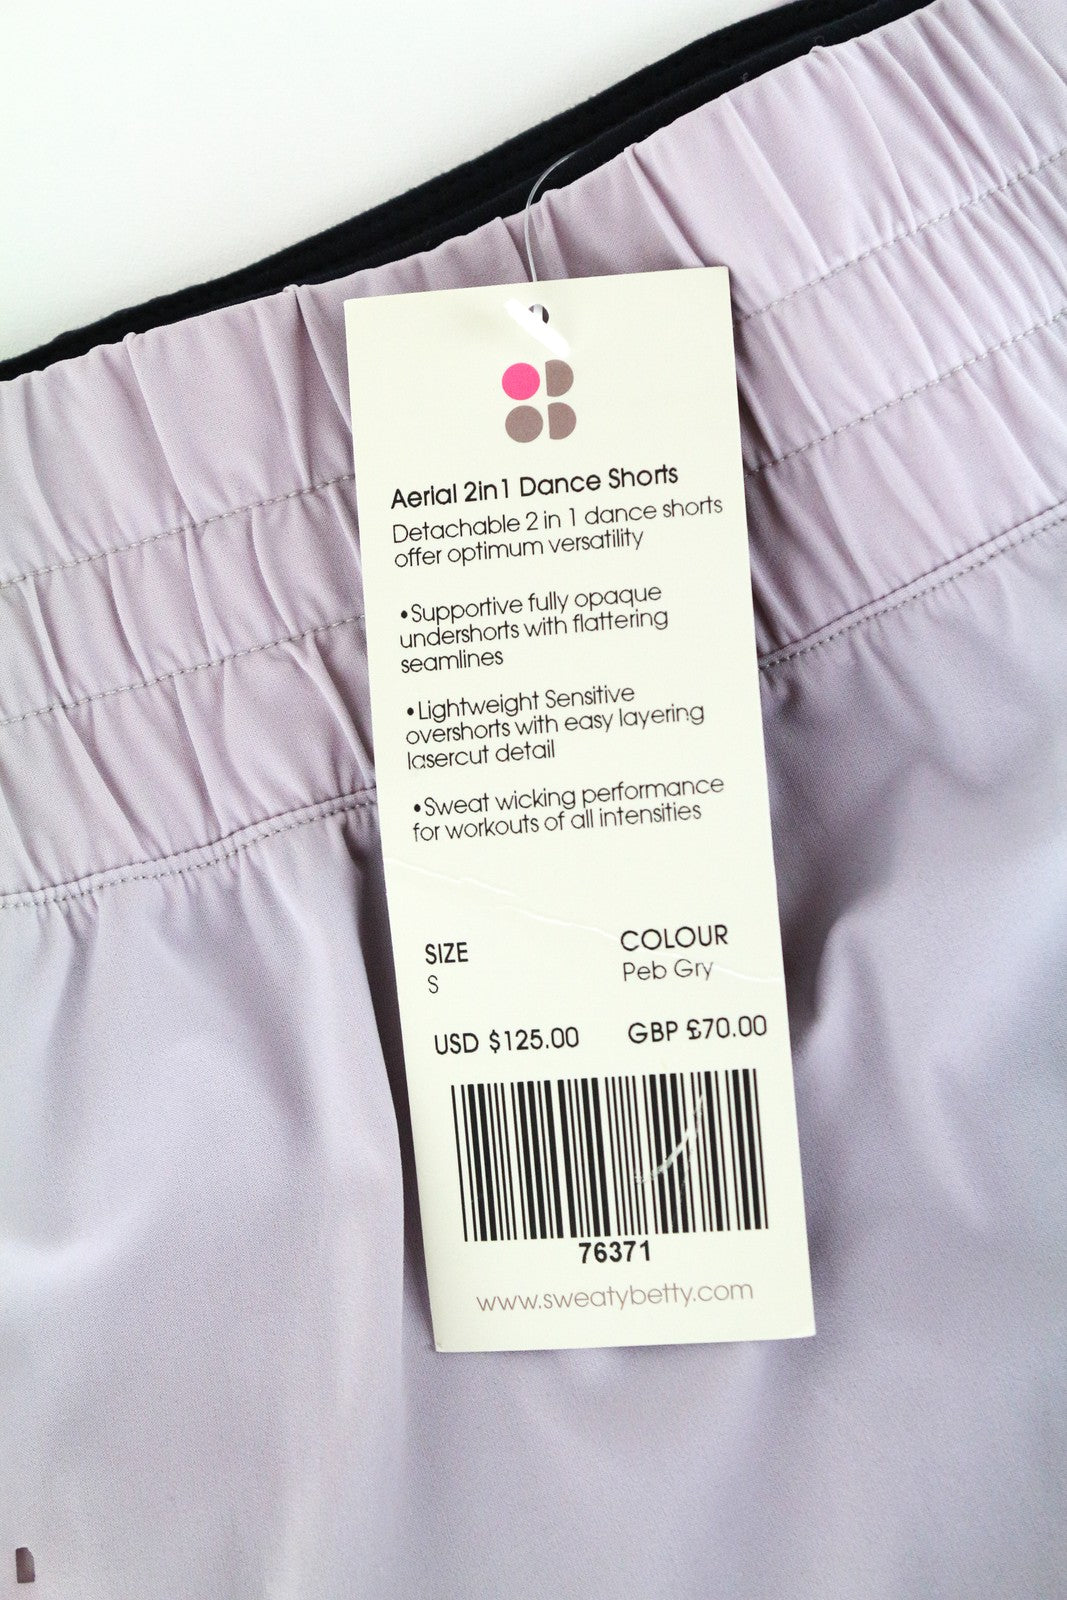 Aerial 2in1 Dance Shorts
Detachable 2 in 1 dance shorts
offer optimum versatility
•Supportive fully opaque
undershorts with flattering
seamlines
•Lightweight Sensitive
overshorts with easy layering
lasercut detail
•Sweat wicking performance
for workouts of all intensities
SIZE COLOUR
S Peb Gry
USD $125.00 GBP £70.00
76371
www.sweatybetty.com